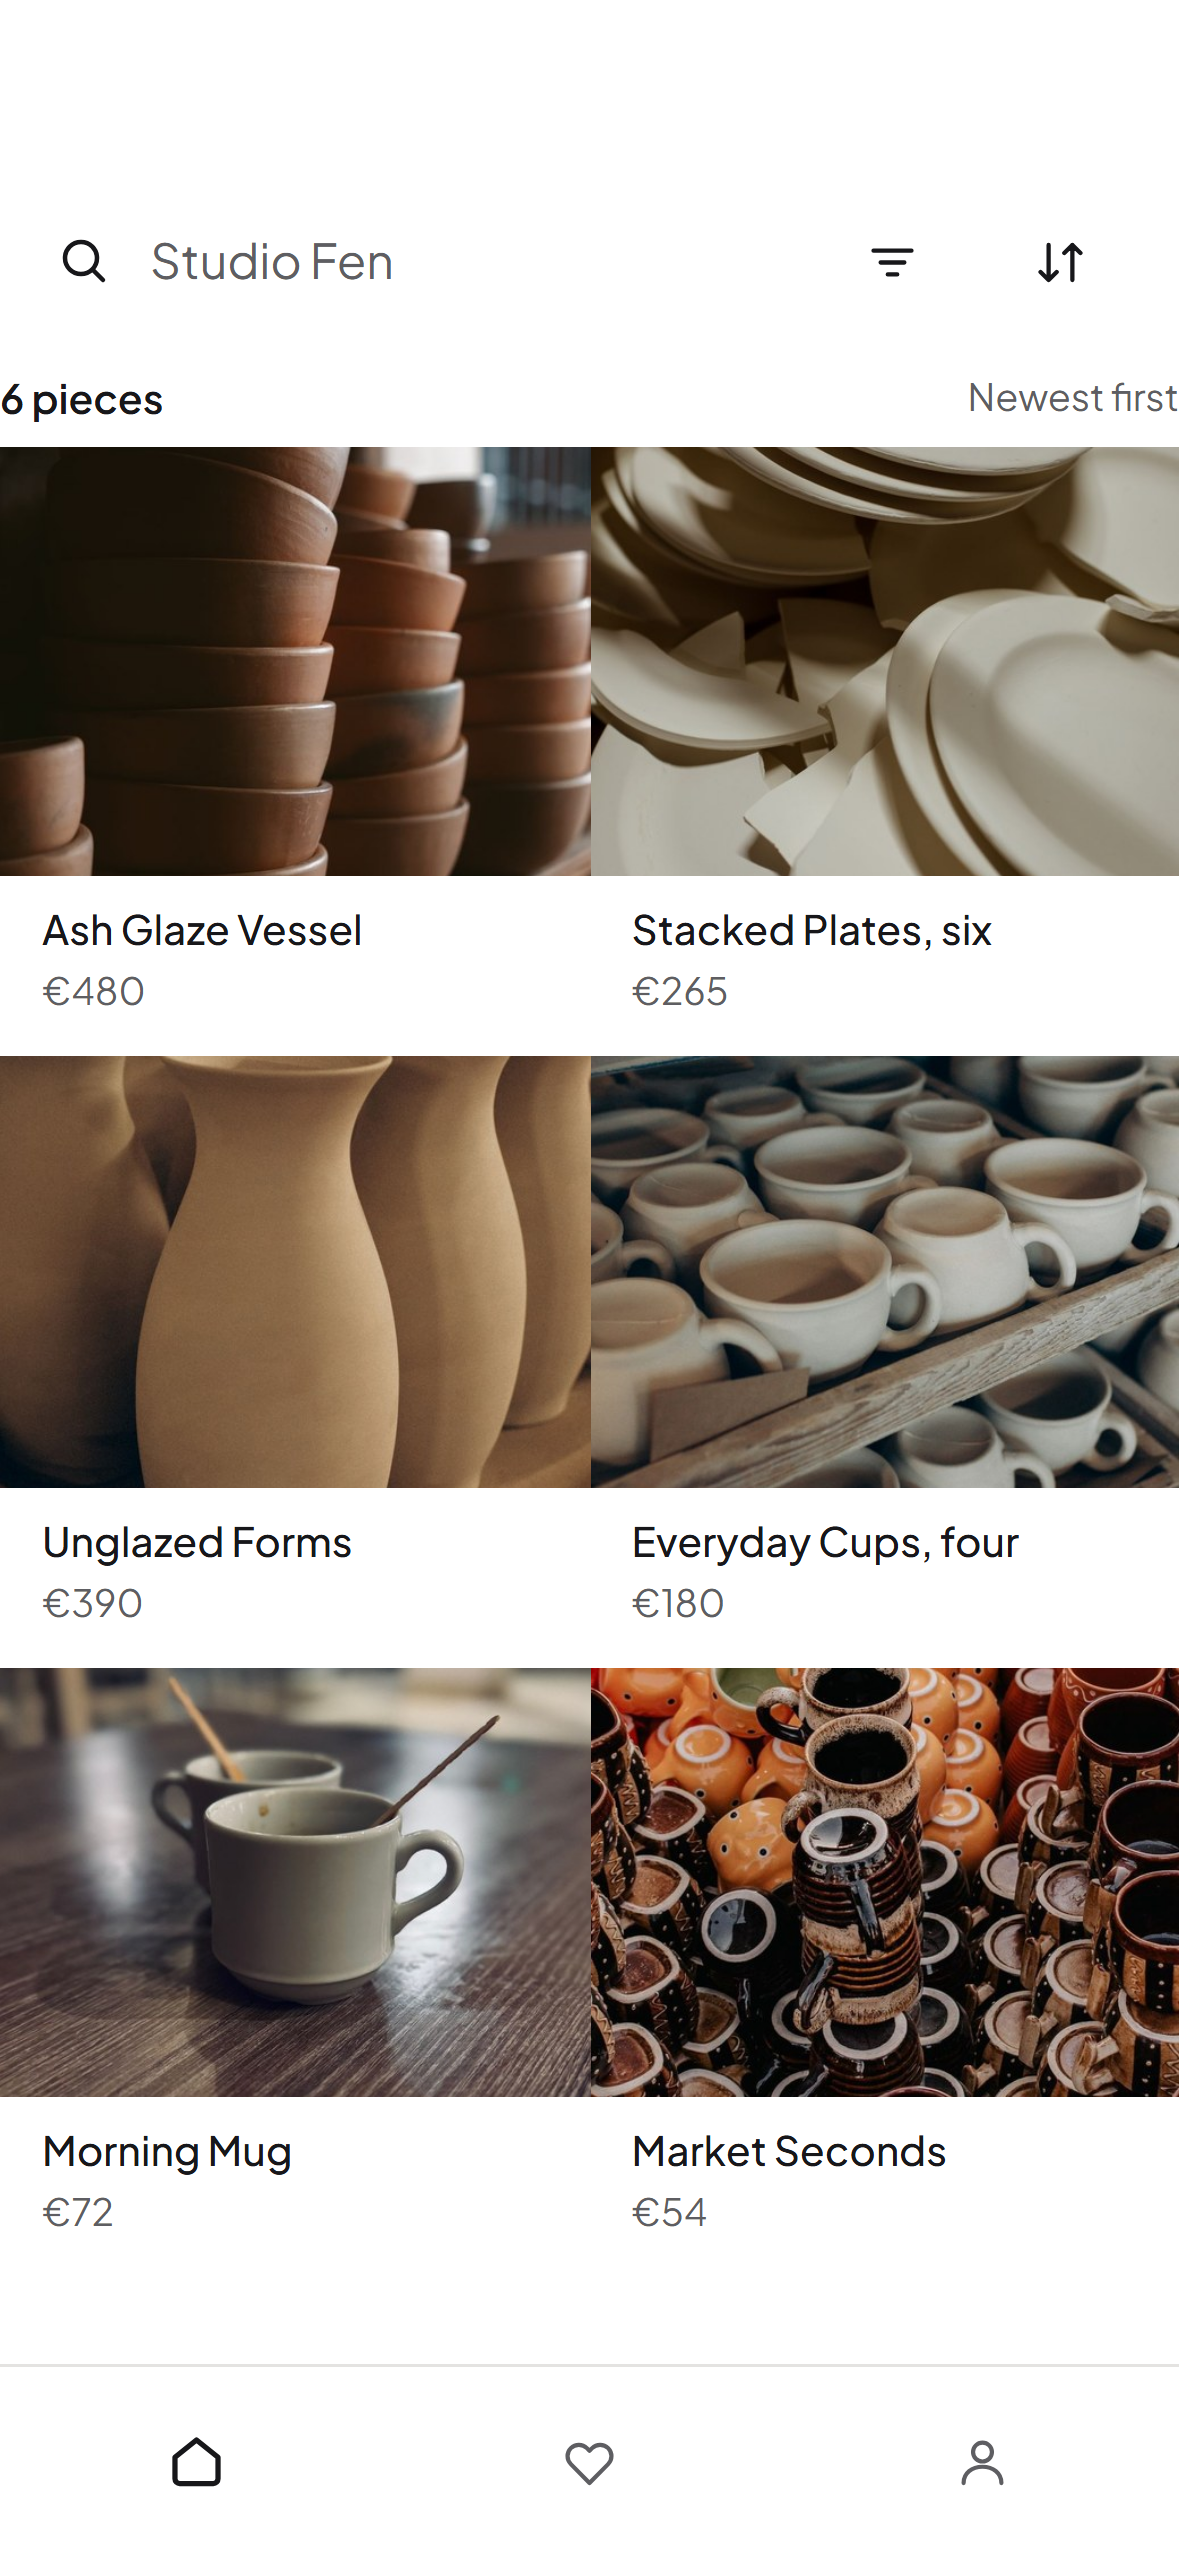 Studio Fen
6 pieces
Newest first
Ash Glaze Vessel
€480
Stacked Plates, six
€265
Unglazed Forms
€390
Everyday Cups, four
€180
Morning Mug
€72
Market Seconds
€54